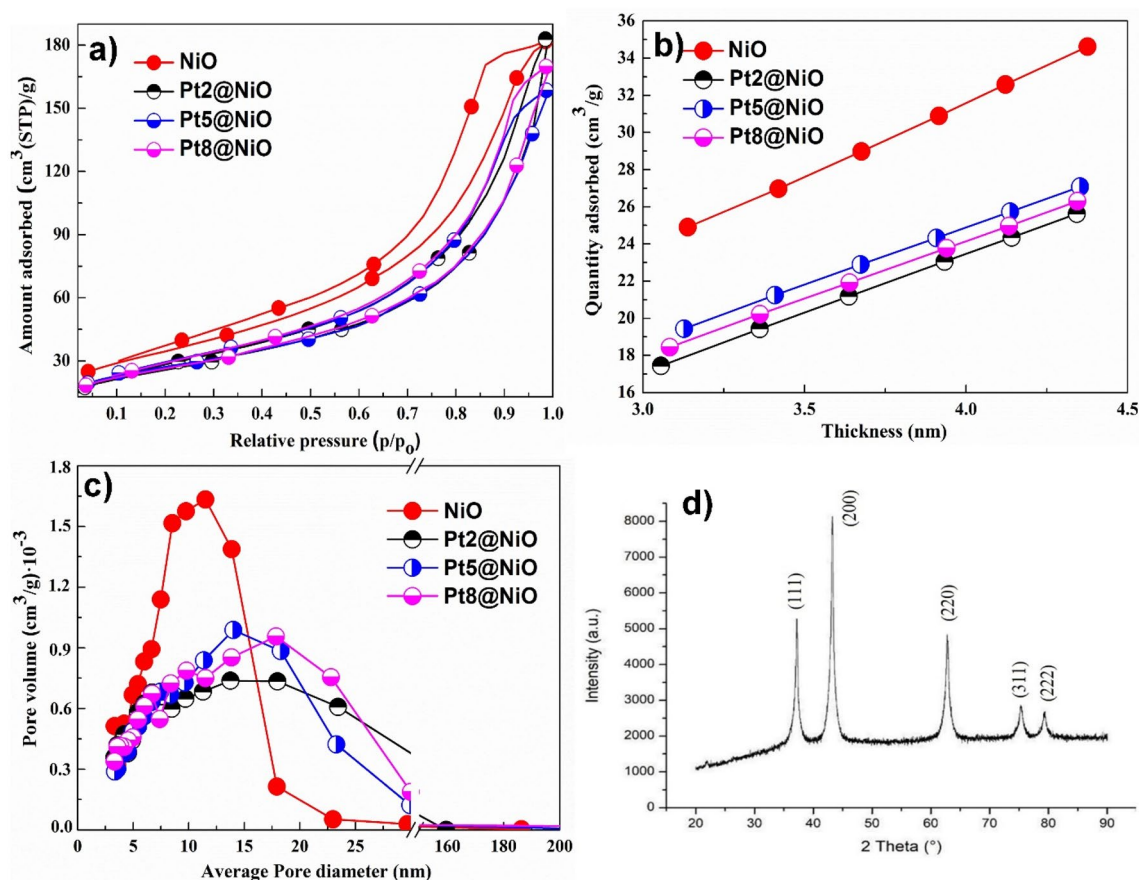 a)
NiO
Pt2@NiO
Pt5@NiO
Pt8@NiO
180
150
120
90
60
30
0.1 0.2 0.3 0.4 0.5 0.6 0.7 0.8 0.9 1.0
Amount adsorbed (cm³(STP)/g)
Relative pressure (p/p₀)
b)
NiO
Pt2@NiO
Pt5@NiO
Pt8@NiO
36
34
32
30
28
26
24
22
20
18
16
3.0 3.5 4.0 4.5
Quantity adsorbed (cm³/g)
Thickness (nm)
c)
NiO
Pt2@NiO
Pt5@NiO
Pt8@NiO
1.8
1.5
1.2
0.9
0.6
0.3
0.0
0 5 10 15 20 25 160 180 200
Pore volume (cm³/g)·10⁻³
Average Pore diameter (nm)
d)
(111)
(200)
(220)
(311)
(222)
8000
7000
6000
5000
4000
3000
2000
1000
0
20 30 40 50 60 70 80 90
Intensity (a.u.)
2 Theta (°)